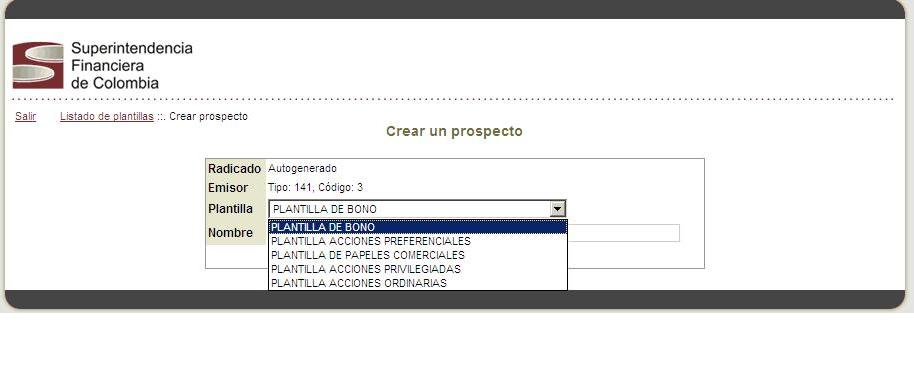 Superintendencia
Financiera
de Colombia
Salir Listado de plantillas ::. Crear prospecto
Crear un prospecto
Radicado Autogenerado
Emisor Tipo: 141, Código: 3
Plantilla PLANTILLA DE BONO
Nombre
PLANTILLA DE BONO
PLANTILLA ACCIONES PREFERENCIALES
PLANTILLA DE PAPELES COMERCIALES
PLANTILLA ACCIONES PRIVILEGIADAS
PLANTILLA ACCIONES ORDINARIAS